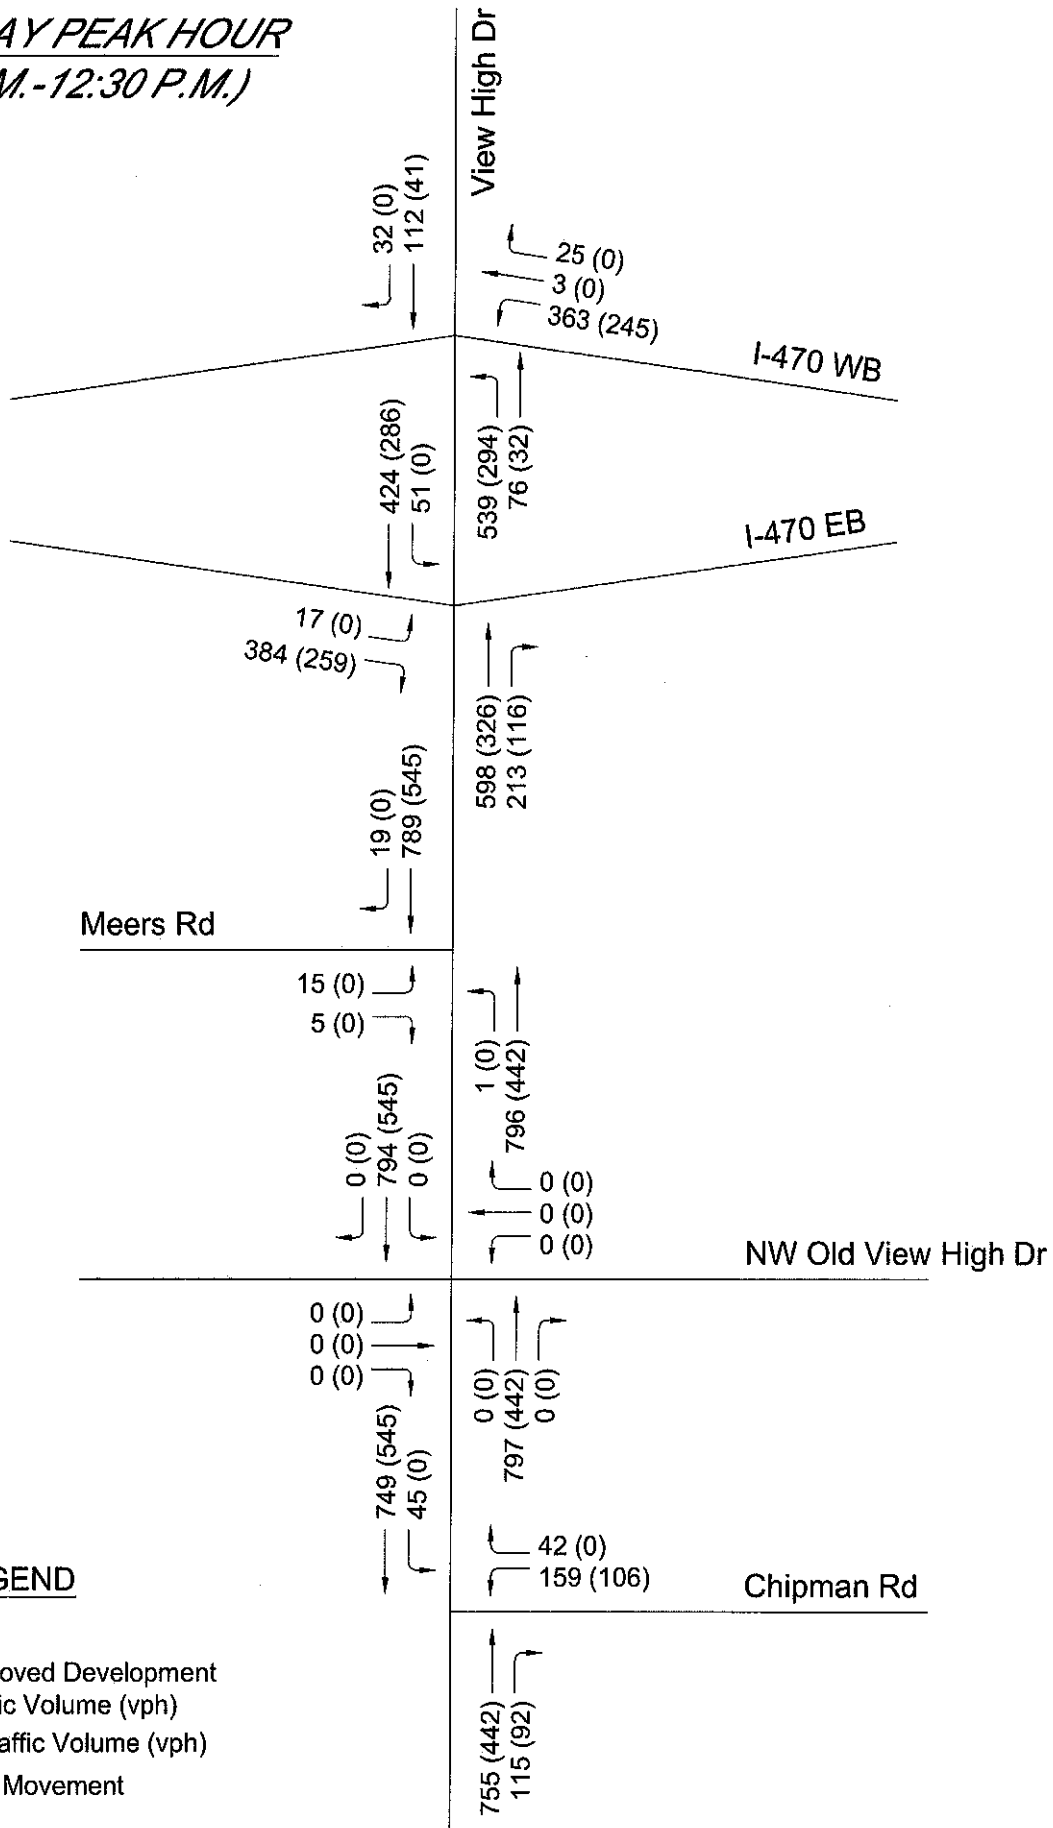 AY PEAK HOUR
M.-12:30 P.M.)
View High Dr
32 (0)
112 (41)
25 (0)
3 (0)
363 (245)
I-470 WB
424 (286)
51 (0)
539 (294)
76 (32)
I-470 EB
17 (0)
384 (259)
598 (326)
213 (116)
19 (0)
789 (545)
Meers Rd
15 (0)
5 (0)
1 (0)
796 (442)
0 (0)
794 (545)
0 (0)
0 (0)
0 (0)
0 (0)
NW Old View High Dr
0 (0)
0 (0)
0 (0)
0 (0)
797 (442)
0 (0)
749 (545)
45 (0)
42 (0)
159 (106)
Chipman Rd
755 (442)
115 (92)
GEND
oved Development
ic Volume (vph)
affic Volume (vph)
Movement